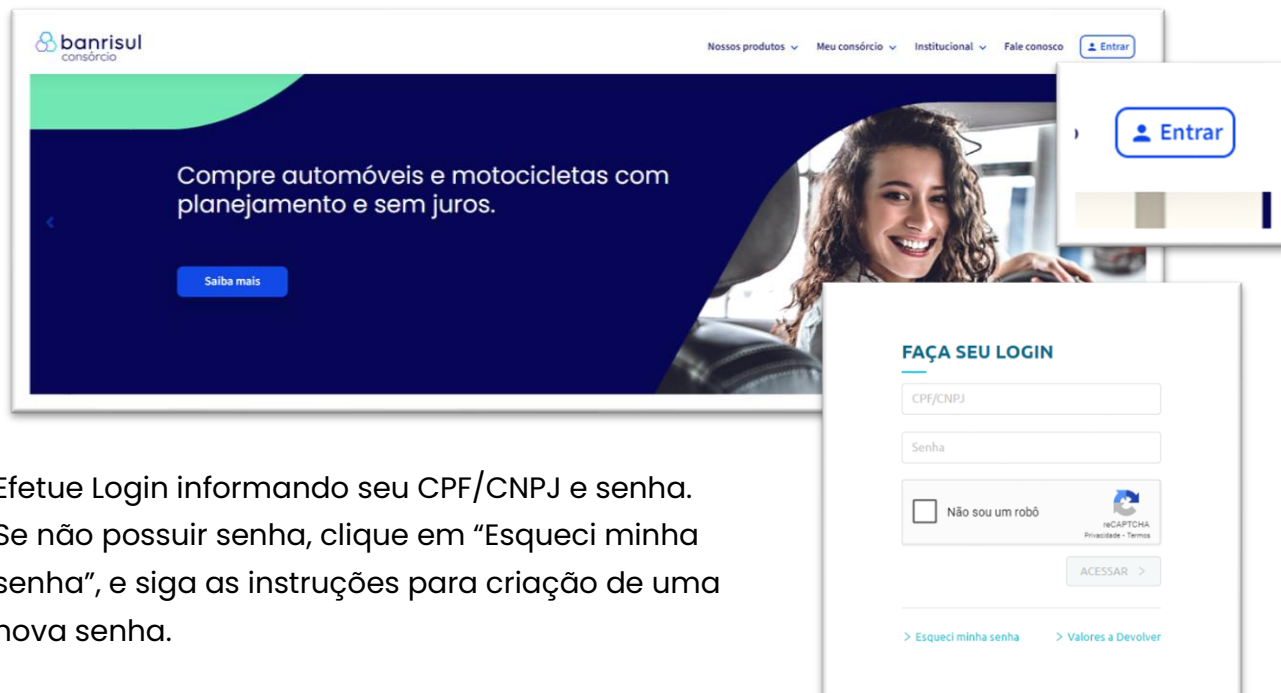 banrisul
consórcio
Nossos produtos
Meu consórcio
Institucional
Fale conosco
Entrar
Entrar
Compre automóveis e motocicletas com
planejamento e sem juros.
Saiba mais
FAÇA SEU LOGIN
CPF/CNPJ
Senha
Não sou um robô
reCAPTCHA
Privacidade - Termos
ACESSAR >
> Esqueci minha senha
> Valores a Devolver
Efetue Login informando seu CPF/CNPJ e senha.
Se não possuir senha, clique em “Esqueci minha
senha”, e siga as instruções para criação de uma
nova senha.